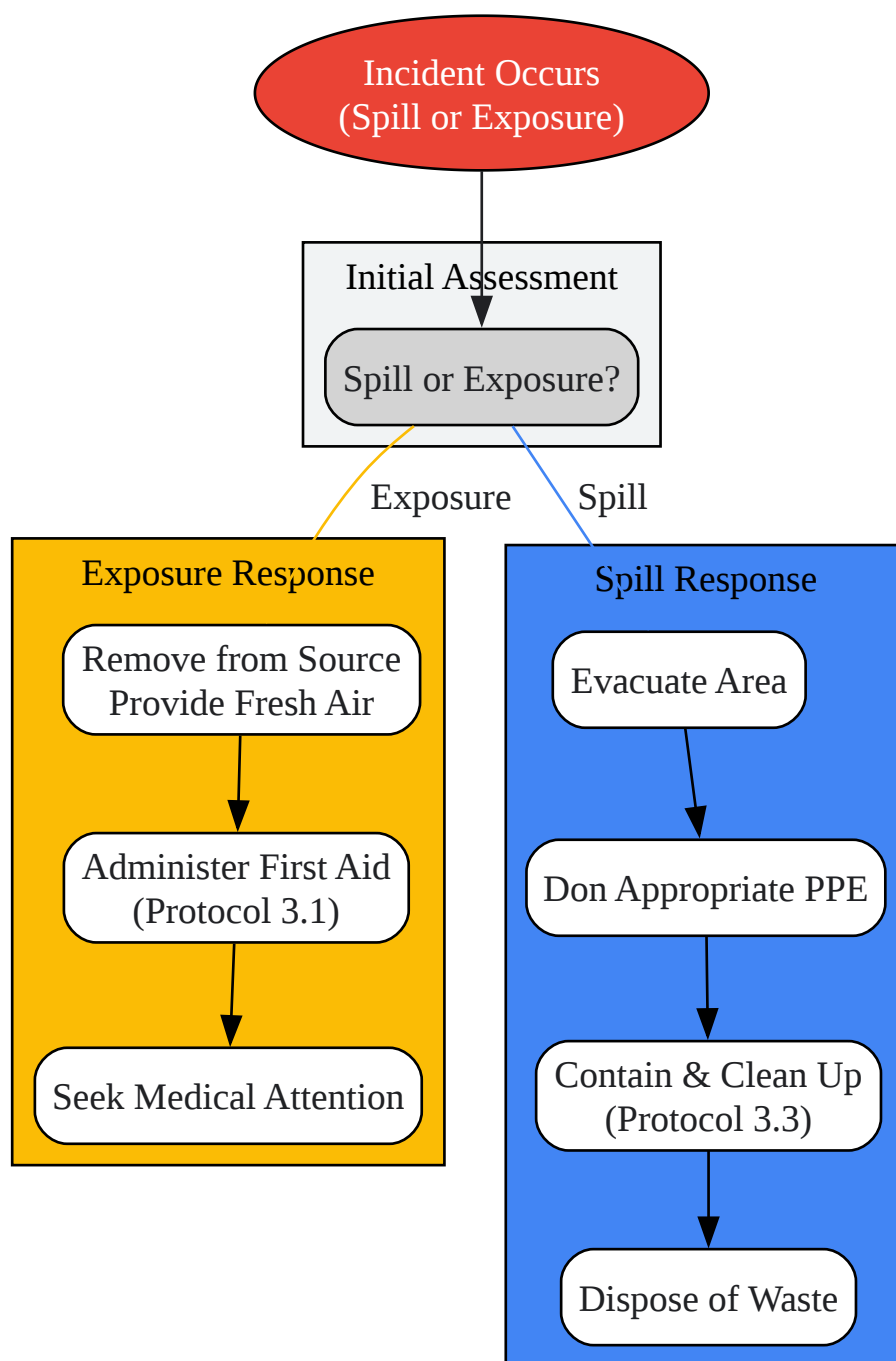 Incident Occurs
(Spill or Exposure)
Initial Assessment
Spill or Exposure?
Exposure
Spill
Exposure Response
Remove from Source
Provide Fresh Air
Administer First Aid
(Protocol 3.1)
Seek Medical Attention
Spill Response
Evacuate Area
Don Appropriate PPE
Contain & Clean Up
(Protocol 3.3)
Dispose of Waste